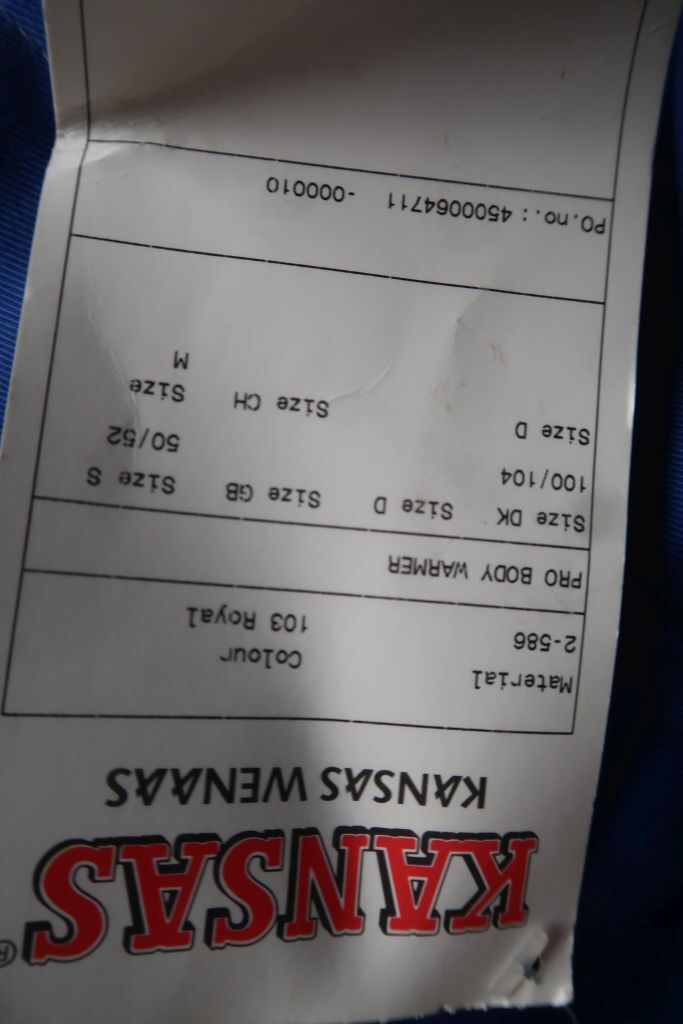 KANSAS®
KANSAS WENAAS
Material Colour
2-586 103 Royal
PRO BODY WARMER
Size DK Size D Size GB Size S
100/104 50/52
Size D Size CH Size
M
PO.no.: 4500064711 -000010